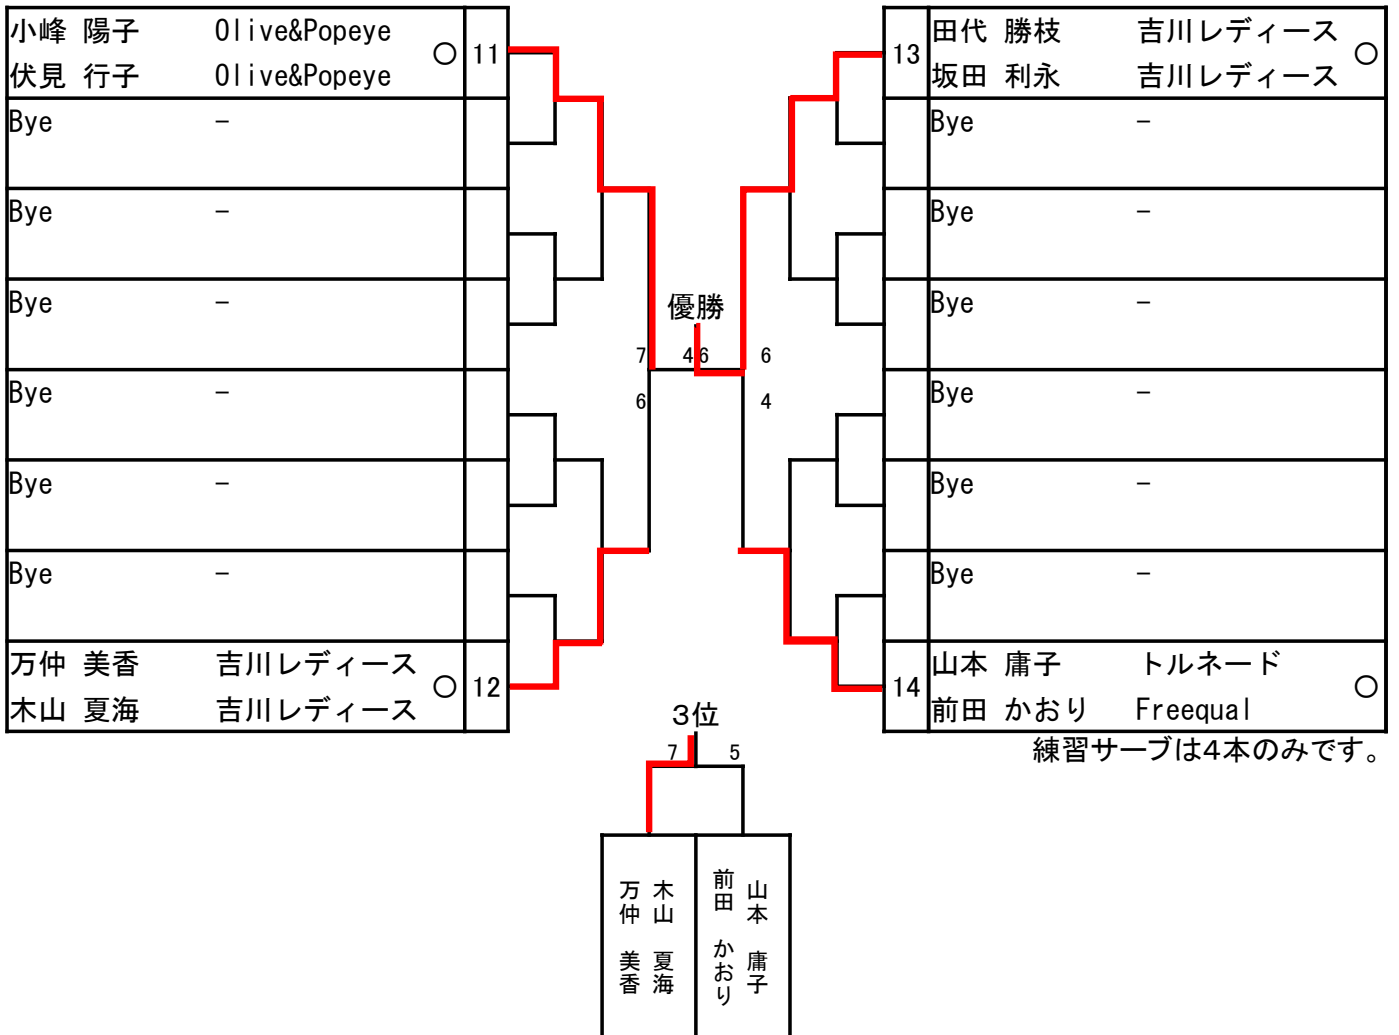 小峰 陽子 Olive&Popeye
伏見 行子 Olive&Popeye
○ 11
Bye －
Bye －
Bye －
Bye －
Bye －
Bye －
万仲 美香 吉川レディース
木山 夏海 吉川レディース
○ 12
優勝
7 4 6 6
6 4
13
田代 勝枝 吉川レディース
坂田 利永 吉川レディース
○
Bye －
Bye －
Bye －
Bye －
Bye －
Bye －
14
山本 庸子 トルネード
前田 かおり Freequal
○
練習サーブは4本のみです。
3位
7 5
木山 夏海
万仲 美香
山本 庸子
前田 かおり